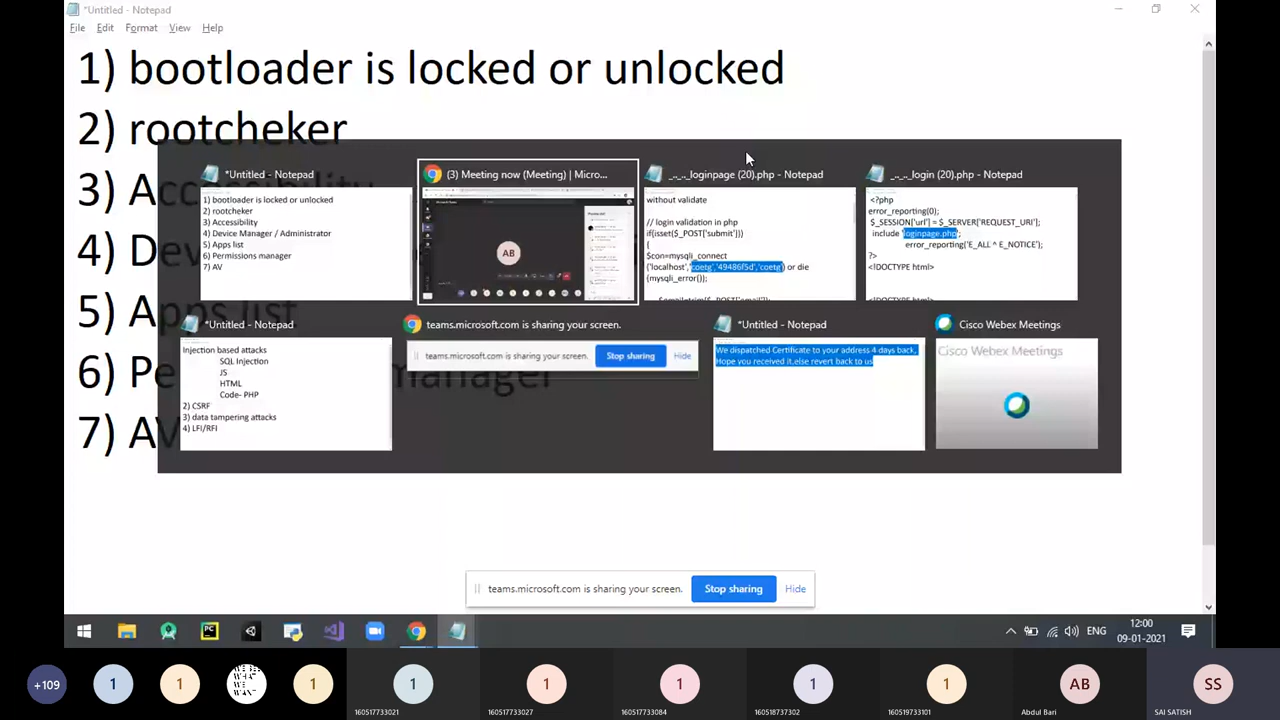 *Untitled - Notepad
File Edit Format View Help
1) bootloader is locked or unlocked
2) rootcheker
3) Accessibility
5) Apps list
7) AV
*Untitled - Notepad
1) bootloader is locked or unlocked
2) rootcheker
3) Accessibility
4) Device Manager / Administrator
5) Apps list
6) Permissions manager
7) AV
(3) Meeting now (Meeting) | Micro...
AB
_.._.._loginpage (20).php - Notepad
without validate
// login validation in php
if(isset($_POST['submit']))
{
$con=mysqli_connect
('localhost','coetg','49486f5d','coetg') or die
(mysqli_error());
_.._.._login (20).php - Notepad
<?php
error_reporting(0);
$_SESSION['url'] = $_SERVER['REQUEST_URI'];
include 'loginpage.php';
error_reporting('E_ALL ^ E_NOTICE');
?>
<!DOCTYPE html>
<!DOCTYPE html>
*Untitled - Notepad
Injection based attacks
SQL Injection
JS
HTML
Code- PHP
2) CSRF
3) data tampering attacks
4) LFI/RFI
teams.microsoft.com is sharing your screen.
teams.microsoft.com is sharing your screen. Stop sharing Hide
*Untitled - Notepad
We dispatched Certificate to your address 4 days back,
Hope you received it,else revert back to us
Cisco Webex Meetings
Cisco Webex Meetings
teams.microsoft.com is sharing your screen. Stop sharing Hide
PC
ENG
12:00
09-01-2021
+109
1
1
1
1
160517733021
1
160517733027
1
160517733084
1
160518737302
1
160519733101
AB
Abdul Bari
SS
SAI SATISH